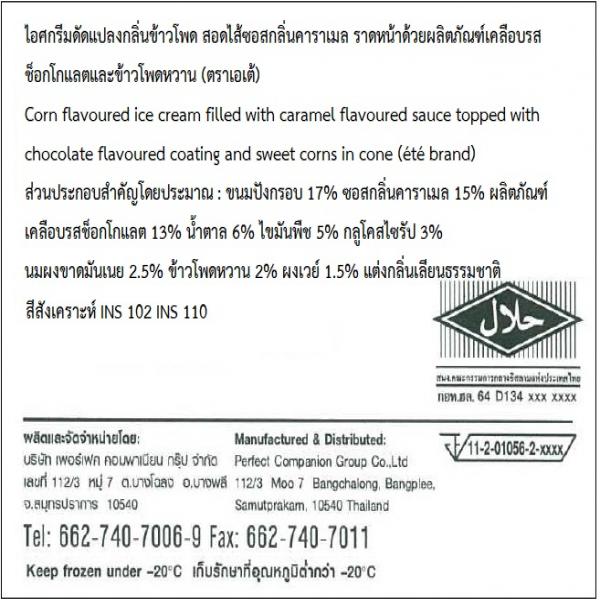 ไอศกรีมดัดแปลงกลิ่นข้าวโพด สอดไส้ซอสกลิ่นคาราเมล ราดหน้าด้วยผลิตภัณฑ์เคลือบรส
ช็อกโกแลตและข้าวโพดหวาน (ตราเอเต้)
Corn flavoured ice cream filled with caramel flavoured sauce topped with
chocolate flavoured coating and sweet corns in cone (été brand)
ส่วนประกอบสำคัญโดยประมาณ : ขนมปังกรอบ 17% ซอสกลิ่นคาราเมล 15% ผลิตภัณฑ์
เคลือบรสช็อกโกแลต 13% น้ำตาล 6% ไขมันพืช 5% กลูโคสไซรัป 3%
นมผงขาดมันเนย 2.5% ข้าวโพดหวาน 2% ผงเวย์ 1.5% แต่งกลิ่นเลียนธรรมชาติ
สีสังเคราะห์ INS 102 INS 110
حلال
สนง.คณะกรรมการกลางอิสลามแห่งประเทศไทย
กอท.ฮล. 64 D134 xxx xxxx
ผลิตและจัดจำหน่ายโดย:
บริษัท เพอร์เฟค คอมพาเนียน กรุ๊ป จำกัด
เลขที่ 112/3 หมู่ 7 ต.บางโฉลง อ.บางพลี
จ.สมุทรปราการ 10540
Manufactured & Distributed:
Perfect Companion Group Co.,Ltd
112/3 Moo 7 Bangchalong, Bangplee,
Samutprakarn, 10540 Thailand
11-2-01056-2-xxxx
Tel: 662-740-7006-9 Fax: 662-740-7011
Keep frozen under -20°C เก็บรักษาที่อุณหภูมิต่ำกว่า -20°C